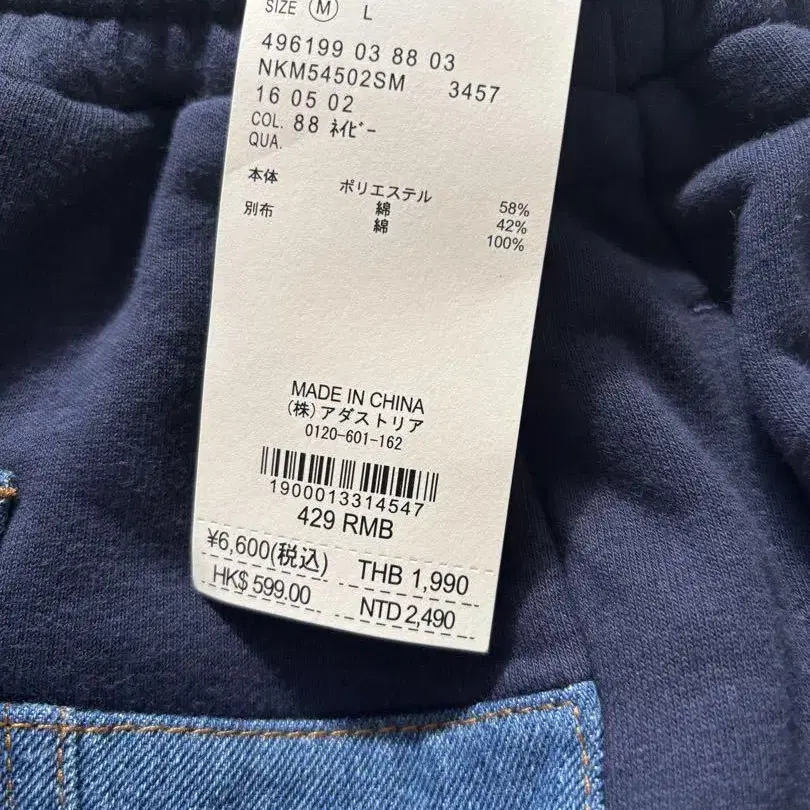 SIZE Ⓜ L
496199 03 88 03
NKM54502SM 3457
16 05 02
COL. 88 ﾈｲﾋﾞｰ
QUA.
本体 ポリエステル 58%
綿 42%
別布 綿 100%
MADE IN CHINA
(株)アダストリア
0120-601-162
1900013314547
429 RMB
¥6,600(税込) THB 1,990
HK$ 599.00 NTD 2,490